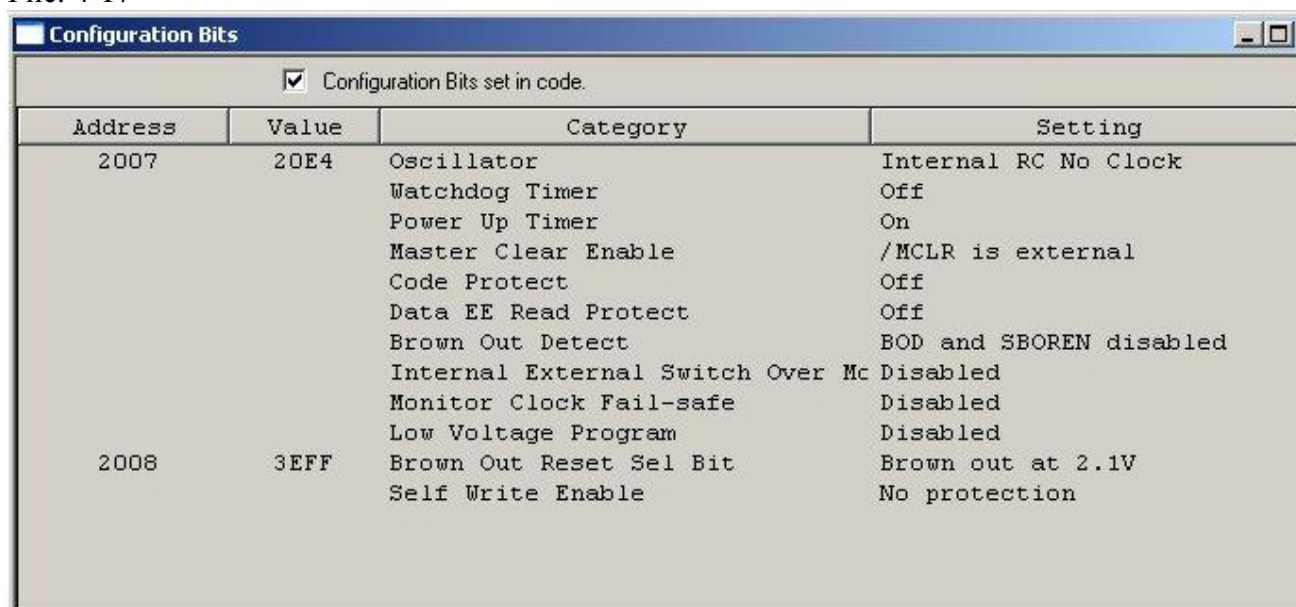 Configuration Bits
Configuration Bits set in code.
Address Value Category Setting
2007 20E4 Oscillator Internal RC No Clock
Watchdog Timer Off
Power Up Timer On
Master Clear Enable /MCLR is external
Code Protect Off
Data EE Read Protect Off
Brown Out Detect BOD and SBOREN disabled
Internal External Switch Over Mo Disabled
Monitor Clock Fail-safe Disabled
Low Voltage Program Disabled
2008 3EFF Brown Out Reset Sel Bit Brown out at 2.1V
Self Write Enable No protection